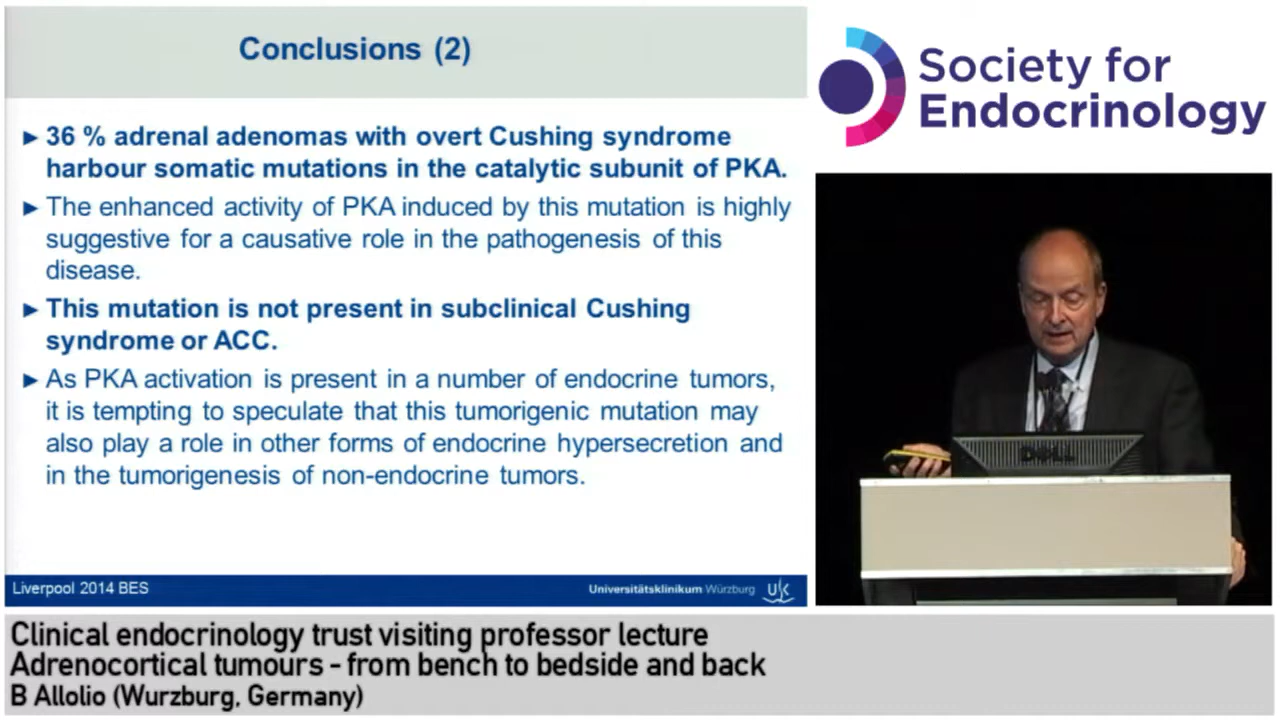 Conclusions (2)
► 36 % adrenal adenomas with overt Cushing syndrome
harbour somatic mutations in the catalytic subunit of PKA.
► The enhanced activity of PKA induced by this mutation is highly
suggestive for a causative role in the pathogenesis of this
disease.
► This mutation is not present in subclinical Cushing
syndrome or ACC.
► As PKA activation is present in a number of endocrine tumors,
it is tempting to speculate that this tumorigenic mutation may
also play a role in other forms of endocrine hypersecretion and
in the tumorigenesis of non-endocrine tumors.
Liverpool 2014 BES
Universitätsklinikum Würzburg
UK
Society for
Endocrinology
DELL
Clinical endocrinology trust visiting professor lecture
Adrenocortical tumours - from bench to bedside and back
B Allolio (Wurzburg, Germany)